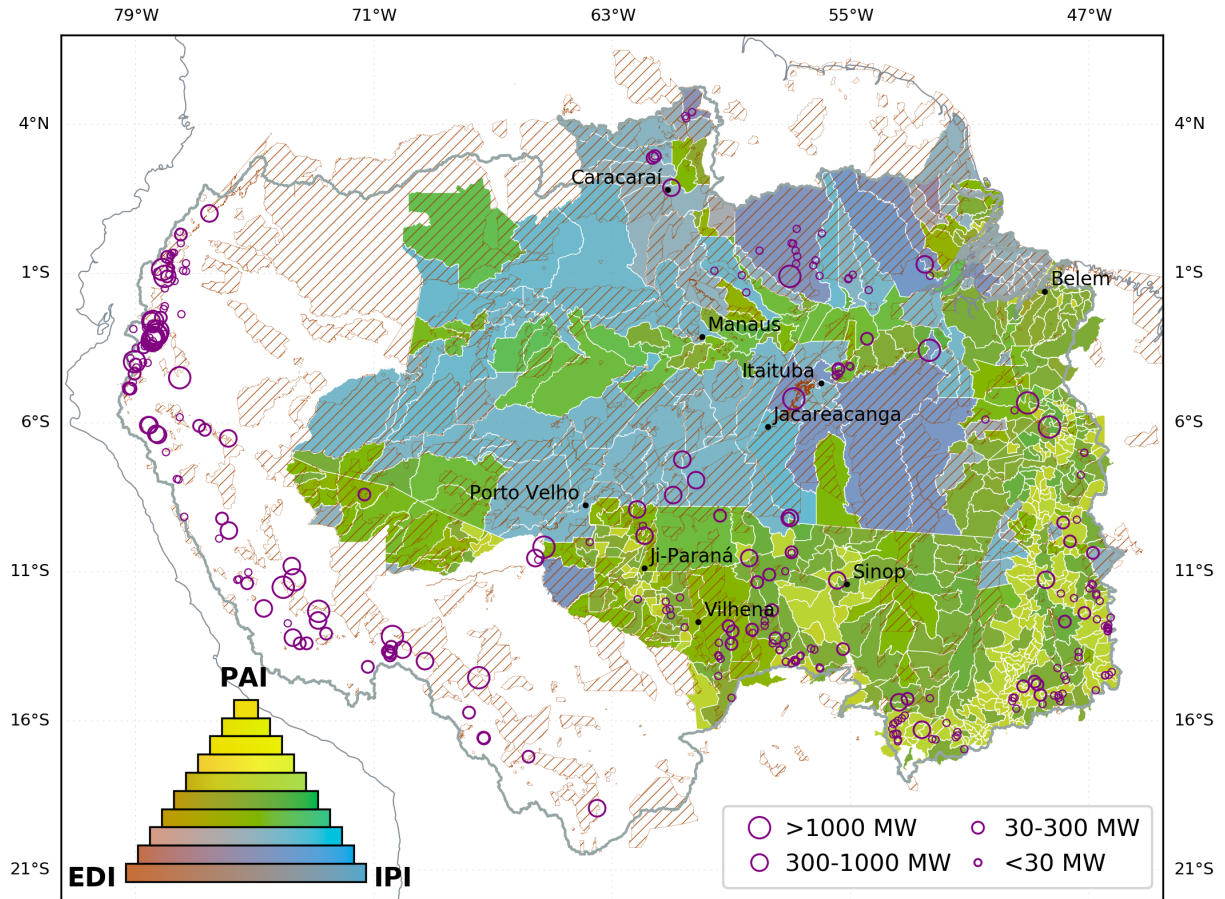 79°W 71°W 63°W 55°W 47°W
4°N 4°N
Caracaraí
1°S 1°S
Belem
Manaus
Itaituba
Jacareacanga
6°S 6°S
Porto Velho
Ji-Paraná
11°S Sinop 11°S
Vilhena
PAI
16°S 16°S
>1000 MW 30-300 MW
300-1000 MW <30 MW
21°S EDI IPI 21°S